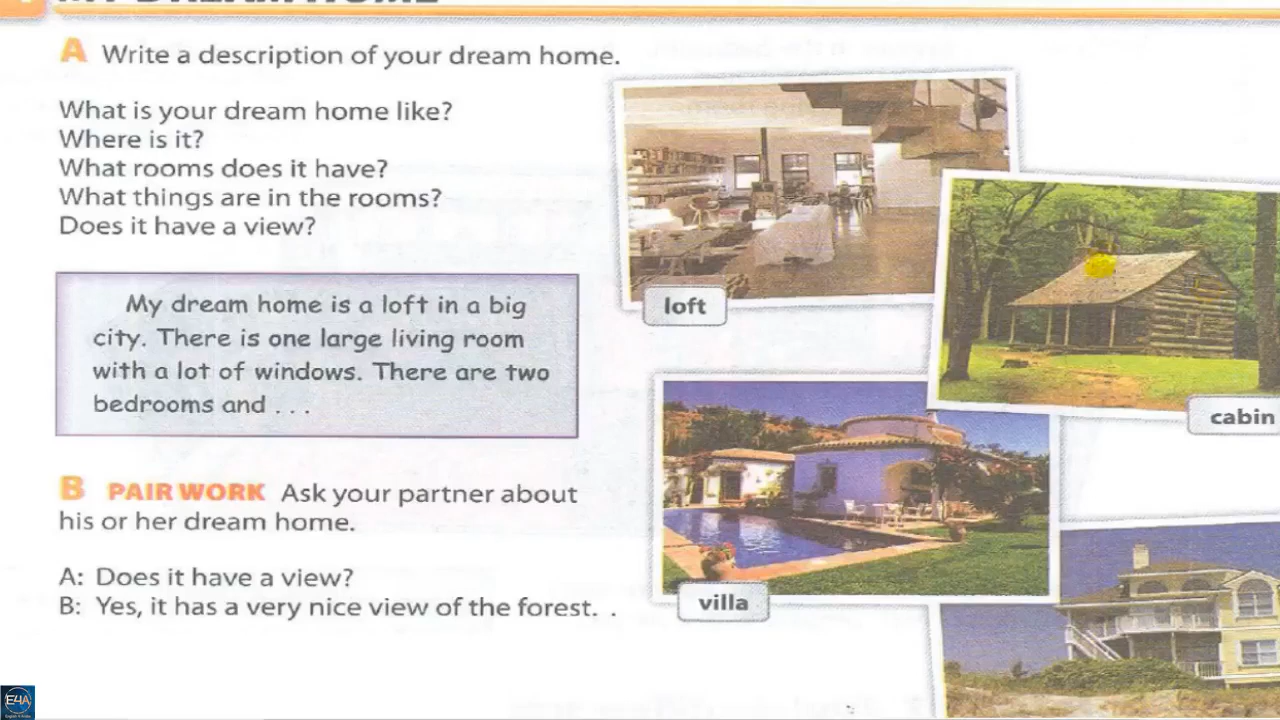 MY DREAM HOME
A Write a description of your dream home.
What is your dream home like?
Where is it?
What rooms does it have?
What things are in the rooms?
Does it have a view?
My dream home is a loft in a big
city. There is one large living room
with a lot of windows. There are two
bedrooms and . . .
B PAIR WORK Ask your partner about
his or her dream home.
A: Does it have a view?
B: Yes, it has a very nice view of the forest. .
loft
cabin
villa
E4A